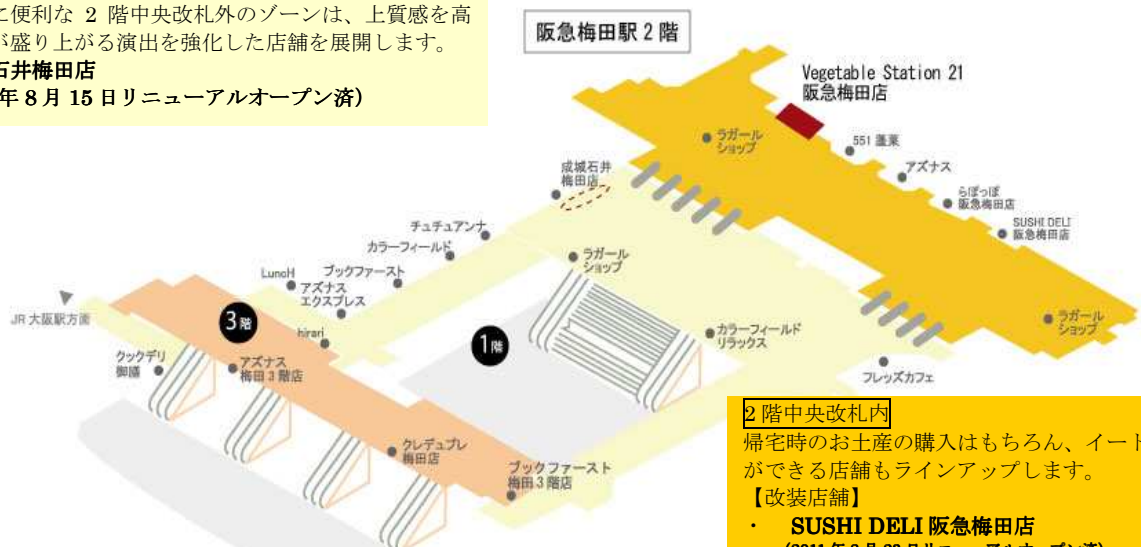 に便利な 2 階中央改札外のゾーンは、上質感を高
が盛り上がる演出を強化した店舗を展開します。
石井梅田店
年 8 月 15 日リニューアルオープン済）
阪急梅田駅 2 階
Vegetable Station 21
阪急梅田店
ラガール
ショップ
551 蓬莱
アズナス
らぽっぽ
阪急梅田店
SUSHI DELI
阪急梅田店
成城石井
梅田店
チュチュアンナ
カラーフィールド
ラガール
ショップ
LunoH
ブックファースト
アズナス
エクスプレス
JR 大阪駅方面
3階
hirari
1階
カラーフィールド
リラックス
ラガール
ショップ
クックデリ
御膳
アズナス
梅田 3 階店
フレッズカフェ
クレデュプレ
梅田店
ブックファースト
梅田 3 階店
2 階中央改札内
帰宅時のお土産の購入はもちろん、イート
ができる店舗もラインアップします。
【改装店舗】
・ SUSHI DELI 阪急梅田店